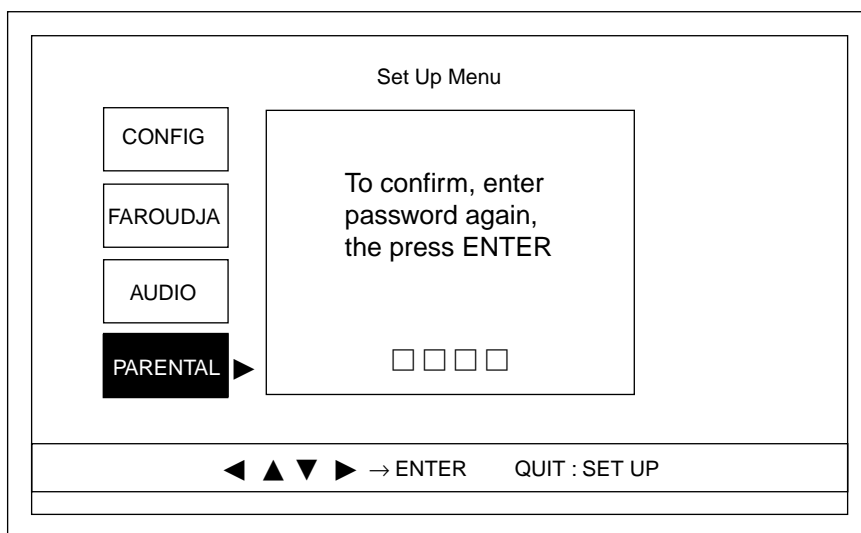 Set Up Menu
CONFIG
FAROUDJA
AUDIO
PARENTAL ▶
To confirm, enter
password again,
the press ENTER
□□□□
◀ ▲ ▼ ▶ → ENTER QUIT : SET UP